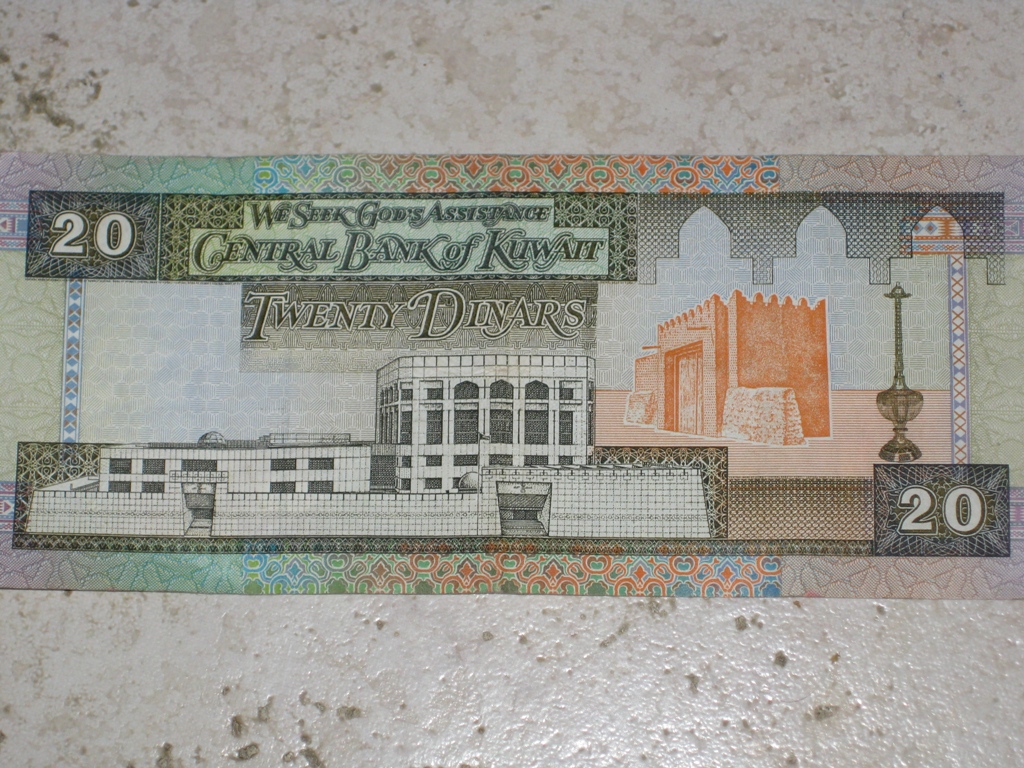 20
WE SEEK GOD'S ASSISTANCE
CENTRAL BANK of KUWAIT
TWENTY DINARS
20